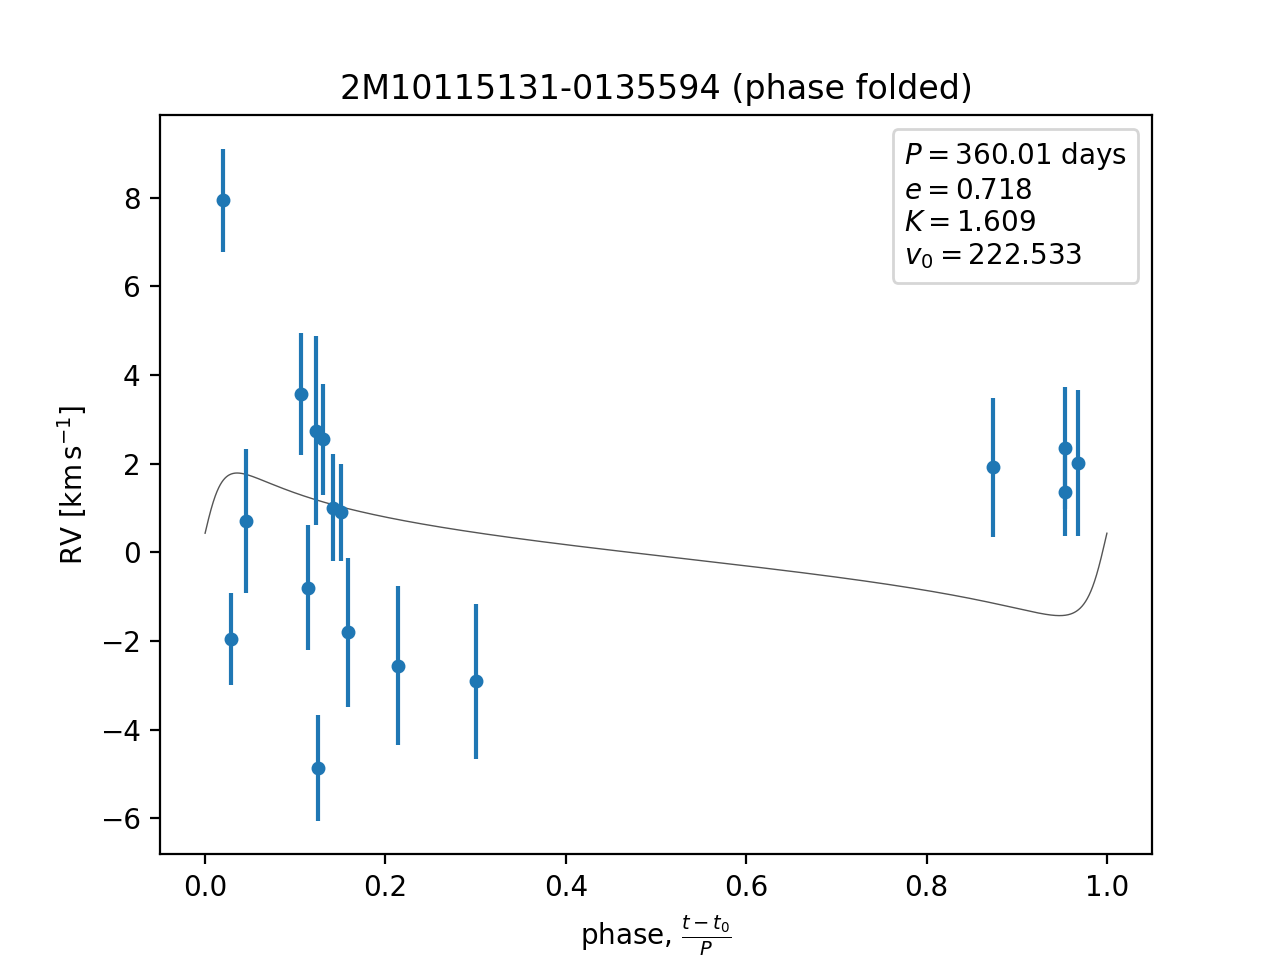 2M10115131-0135594 (phase folded)
P = 360.01 days
e = 0.718
K = 1.609
v₀ = 222.533
RV [km s⁻¹]
8
6
4
2
0
−2
−4
−6
0.0 0.2 0.4 0.6 0.8 1.0
phase, (t − t₀)/P